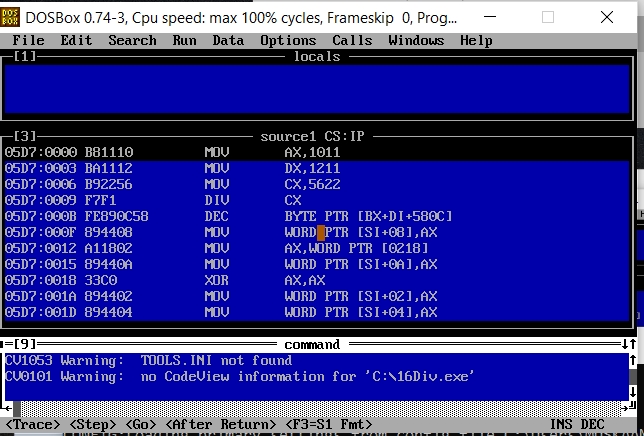 DOS BOX DOSBox 0.74-3, Cpu speed: max 100% cycles, Frameskip 0, Prog...
File Edit Search Run Data Options Calls Windows Help
[1] locals
[3] source1 CS:IP
05D7:0000 B81110 MOV AX,1011
05D7:0003 BA1112 MOV DX,1211
05D7:0006 B92256 MOV CX,5622
05D7:0009 F7F1 DIV CX
05D7:000B FE890C58 DEC BYTE PTR [BX+DI+580C]
05D7:000F 894408 MOV WORD PTR [SI+08],AX
05D7:0012 A11802 MOV AX,WORD PTR [0218]
05D7:0015 89440A MOV WORD PTR [SI+0A],AX
05D7:0018 33C0 XOR AX,AX
05D7:001A 894402 MOV WORD PTR [SI+02],AX
05D7:001D 894404 MOV WORD PTR [SI+04],AX
[9] command
CV1053 Warning: TOOLS.INI not found
CV0101 Warning: no CodeView information for 'C:\16Div.exe'
<Trace> <Step> <Go> <After Return> <F3=S1 Fmt> INS DEC